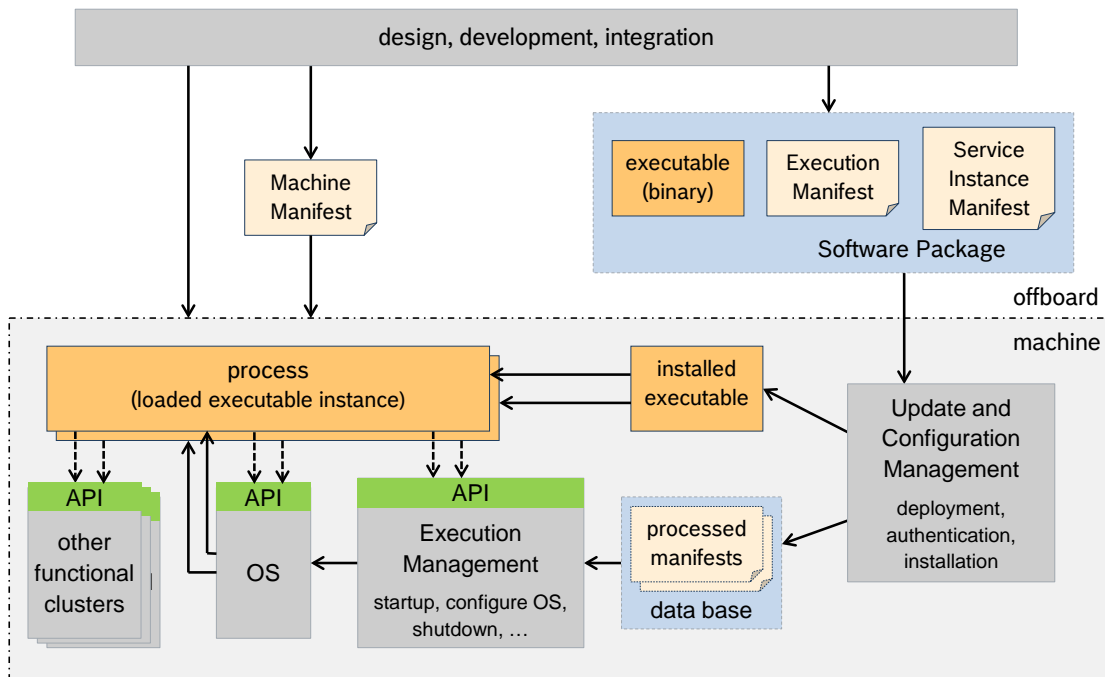 design, development, integration
executable
(binary)
Execution
Manifest
Service
Instance
Manifest
Software Package
Machine
Manifest
offboard
machine
process
(loaded executable instance)
installed
executable
Update and
Configuration
Management
deployment,
authentication,
installation
API
other
functional
clusters
API
OS
API
Execution
Management
startup, configure OS,
shutdown, …
processed
manifests
data base